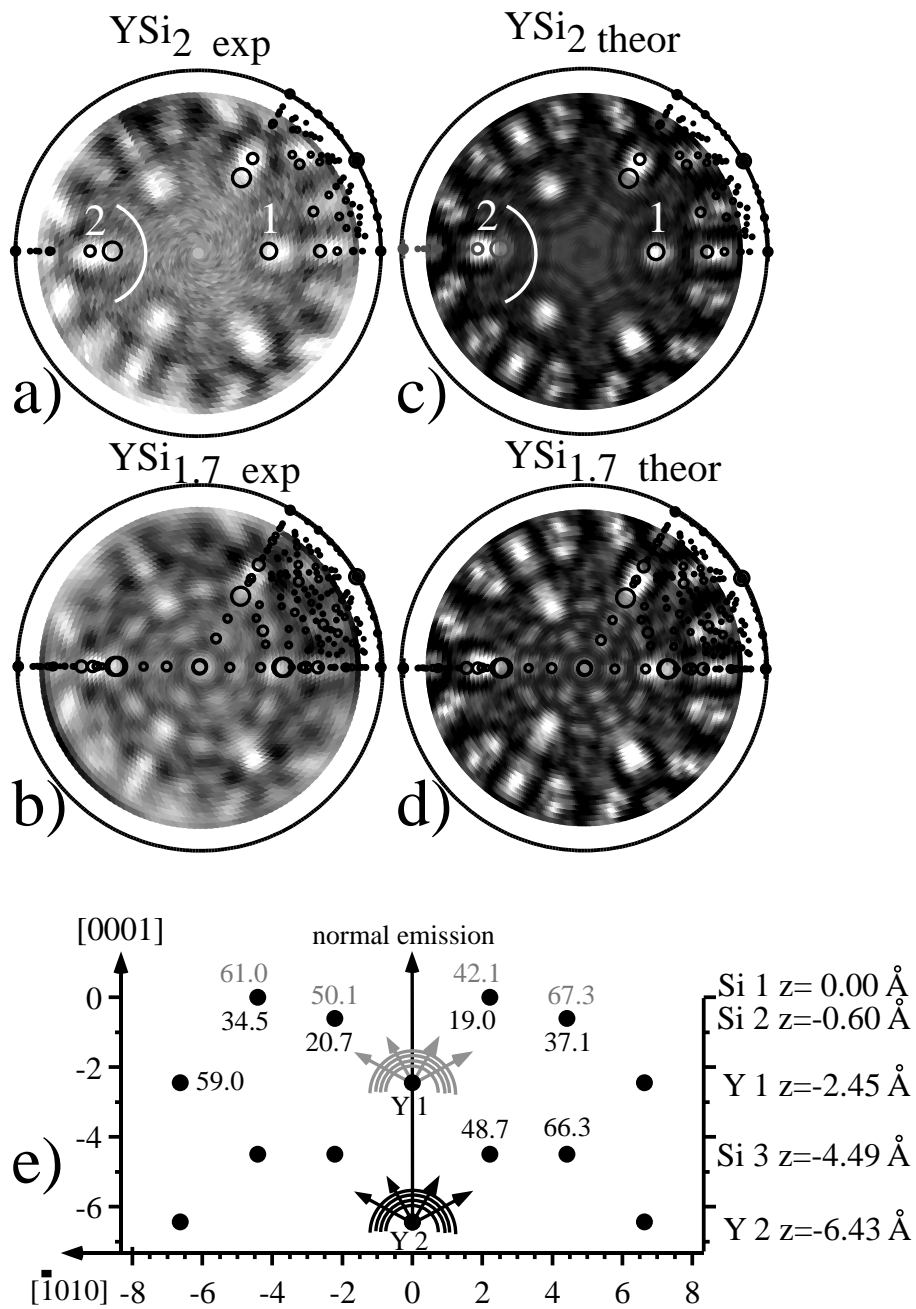 YSi2 exp
YSi2 theor
2
1
2
1
a)
c)
YSi1.7 exp
YSi1.7 theor
b)
d)
[0001]
normal emission
61.0
50.1
42.1
67.3
Si 1 z= 0.00 Å
0
34.5
20.7
19.0
37.1
Si 2 z=-0.60 Å
-2
59.0
Y 1
Y 1 z=-2.45 Å
-4
48.7
66.3
Si 3 z=-4.49 Å
e)
-6
Y 2
Y 2 z=-6.43 Å
[1̄010]
-8
-6
-4
-2
0
2
4
6
8